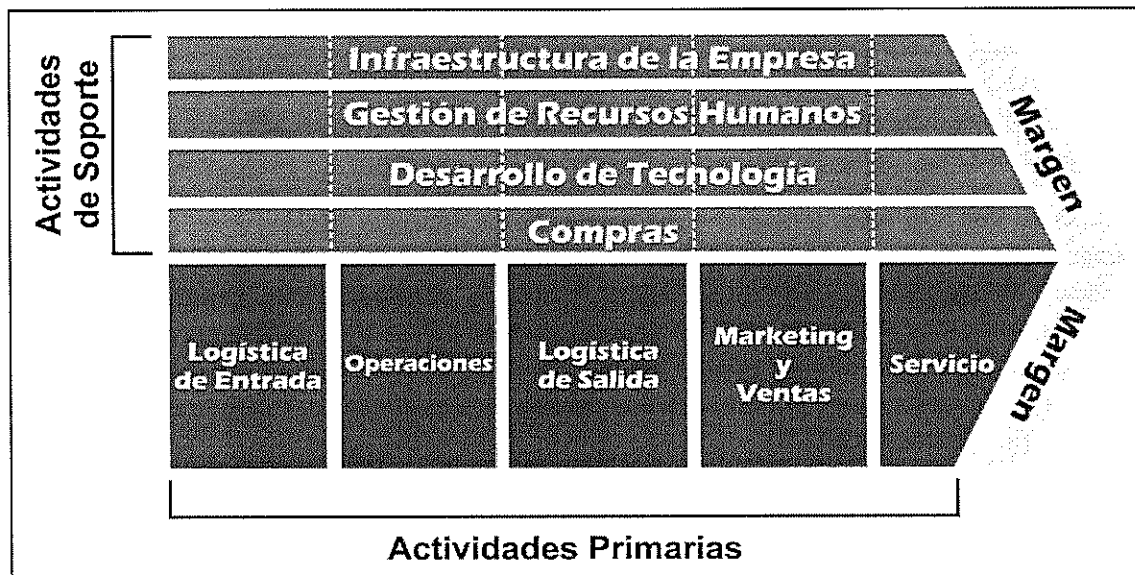 Actividades
de Soporte
Infraestructura de la Empresa
Gestión de Recursos Humanos
Desarrollo de Tecnología
Compras
Margen
Logística
de Entrada
Operaciones
Logística
de Salida
Marketing
y
Ventas
Servicio
Margen
Actividades Primarias